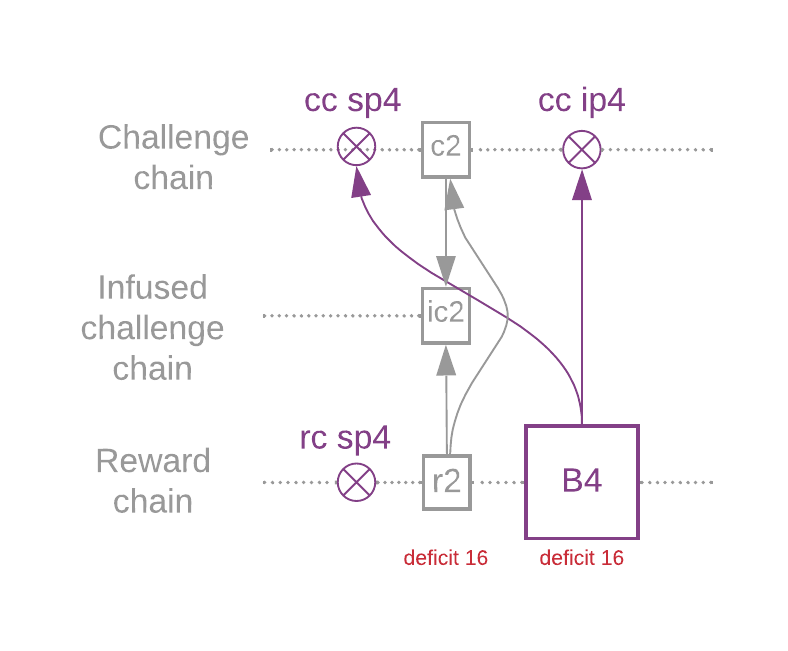 cc sp4
cc ip4
Challenge
chain
c2
Infused
challenge
chain
ic2
rc sp4
Reward
chain
r2
B4
deficit 16
deficit 16